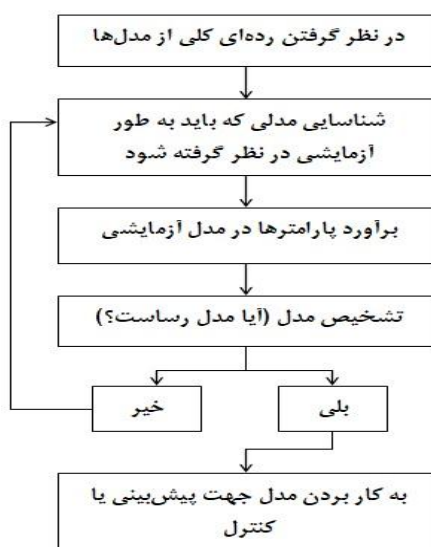 در نظر گرفتن رده‌ای کلی از مدل‌ها
شناسایی مدلی که باید به طور
آزمایشی در نظر گرفته شود
برآورد پارامترها در مدل آزمایشی
تشخیص مدل (آیا مدل رساست؟)
خیر
بلی
به کار بردن مدل جهت پیش‌بینی یا
کنترل